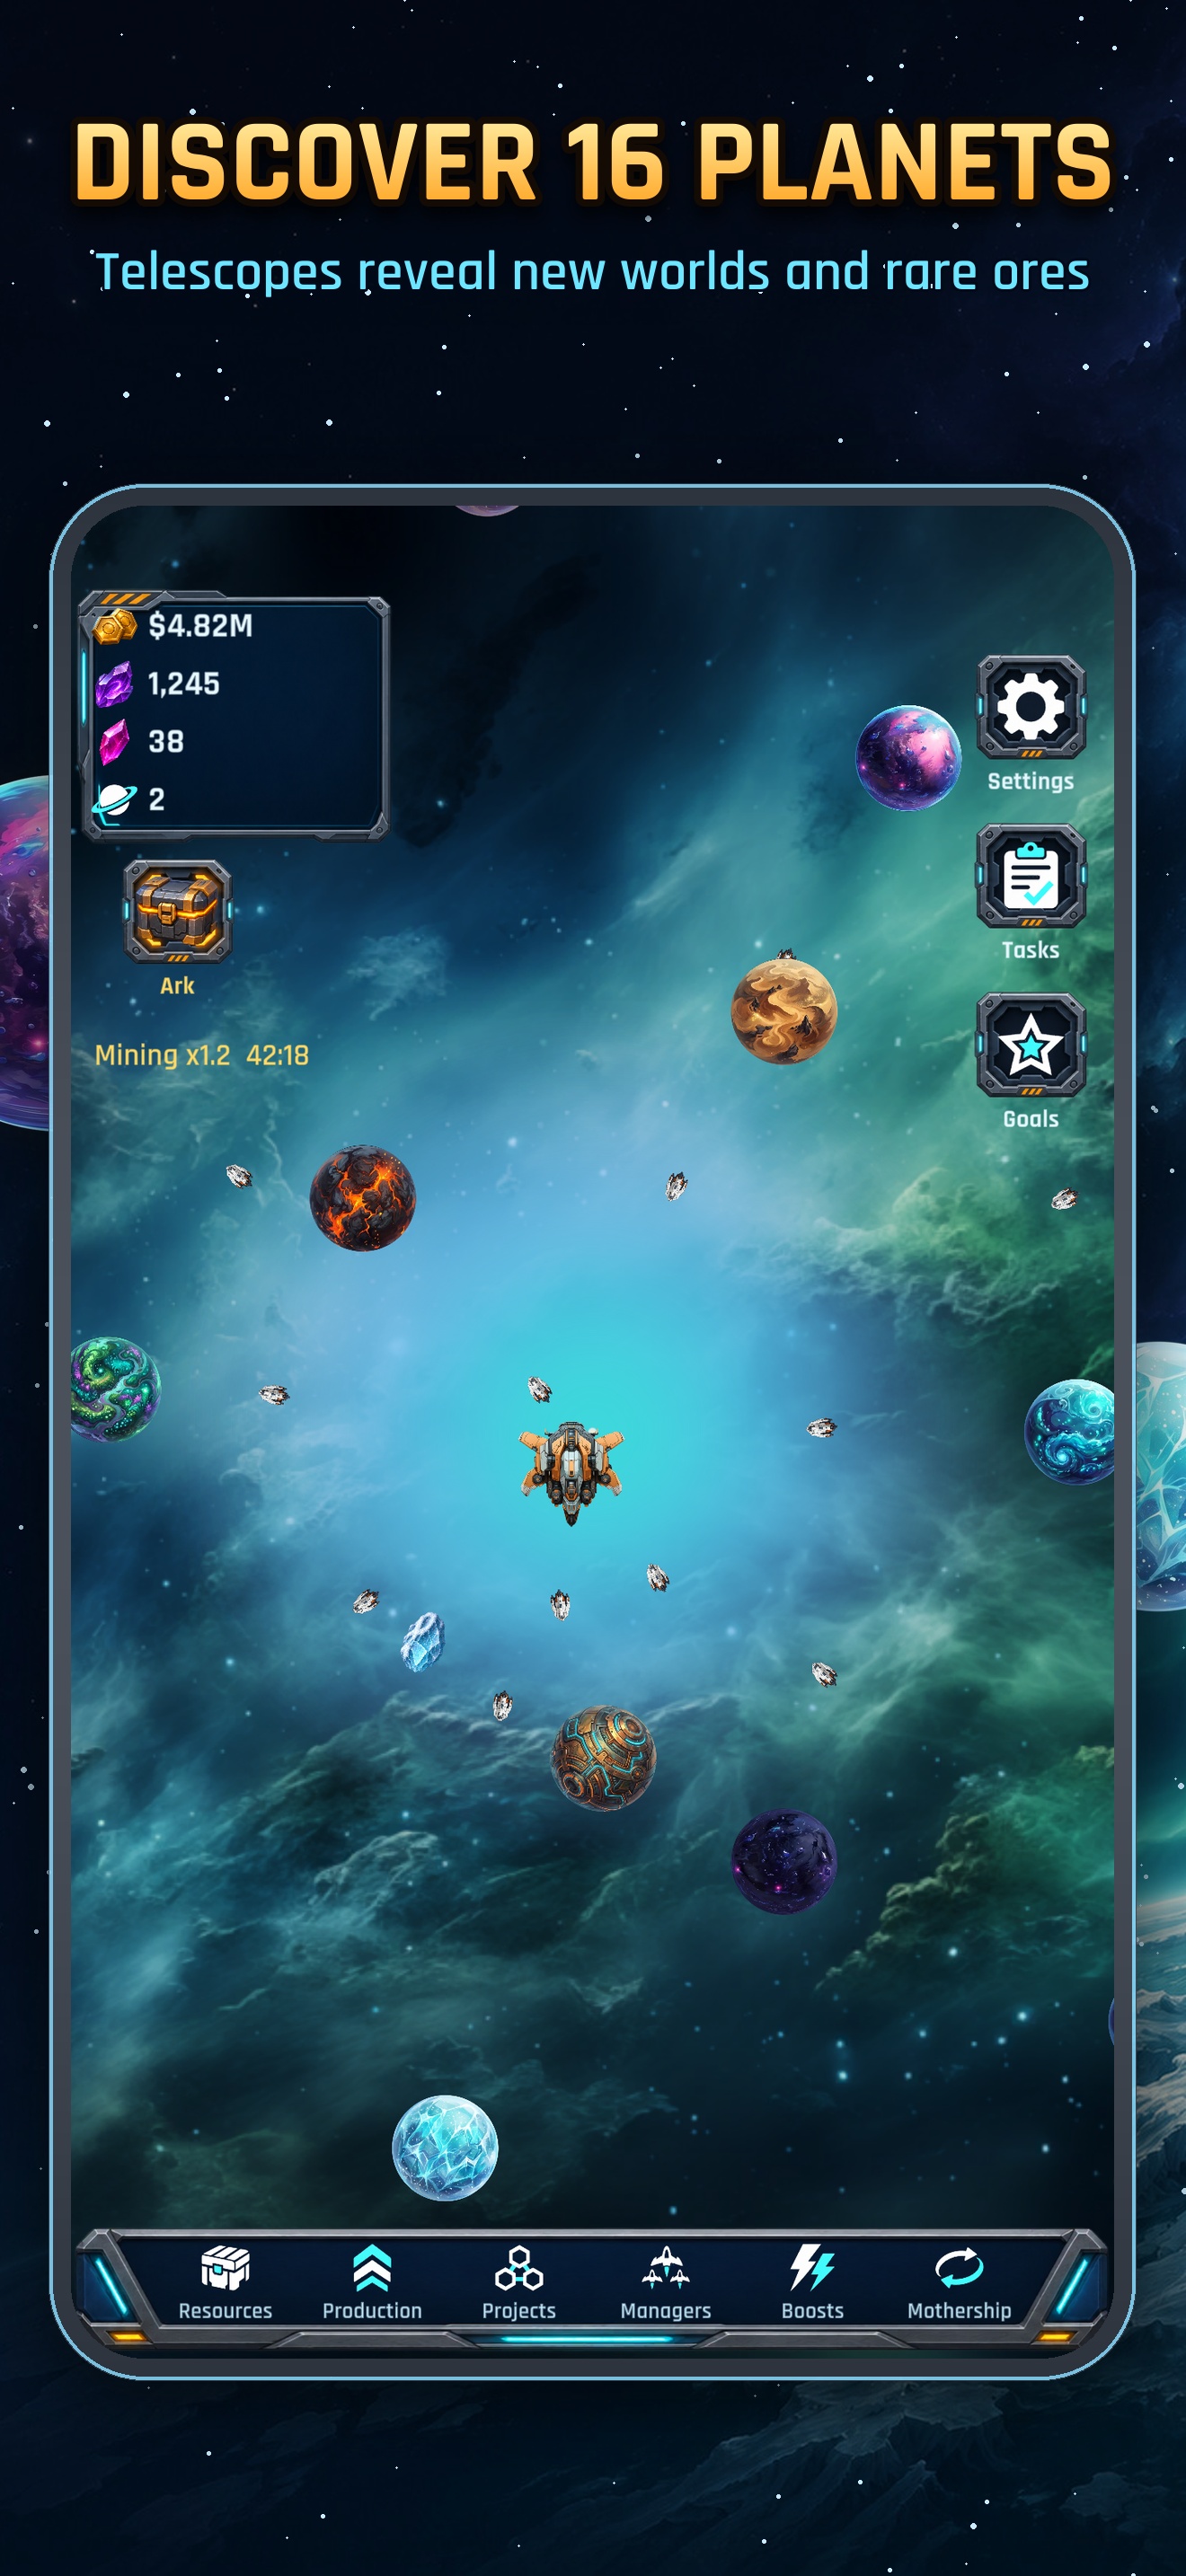 DISCOVER 16 PLANETS
Telescopes reveal new worlds and rare ores
$4.82M
1,245
38
2
Settings
Ark
Tasks
Mining x1.2 42:18
Goals
Resources Production Projects Managers Boosts Mothership